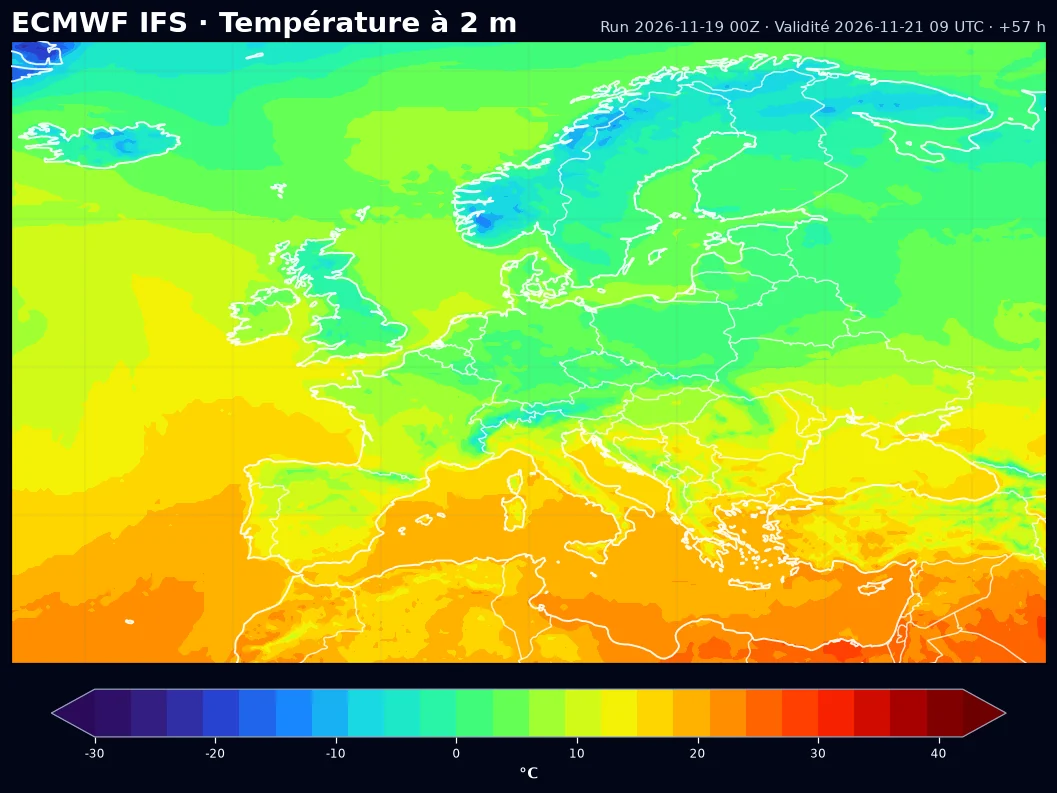 ECMWF IFS · Température à 2 m
Run 2026-11-19 00Z · Validité 2026-11-21 09 UTC · +57 h
-30 -20 -10 0 10 20 30 40
°C